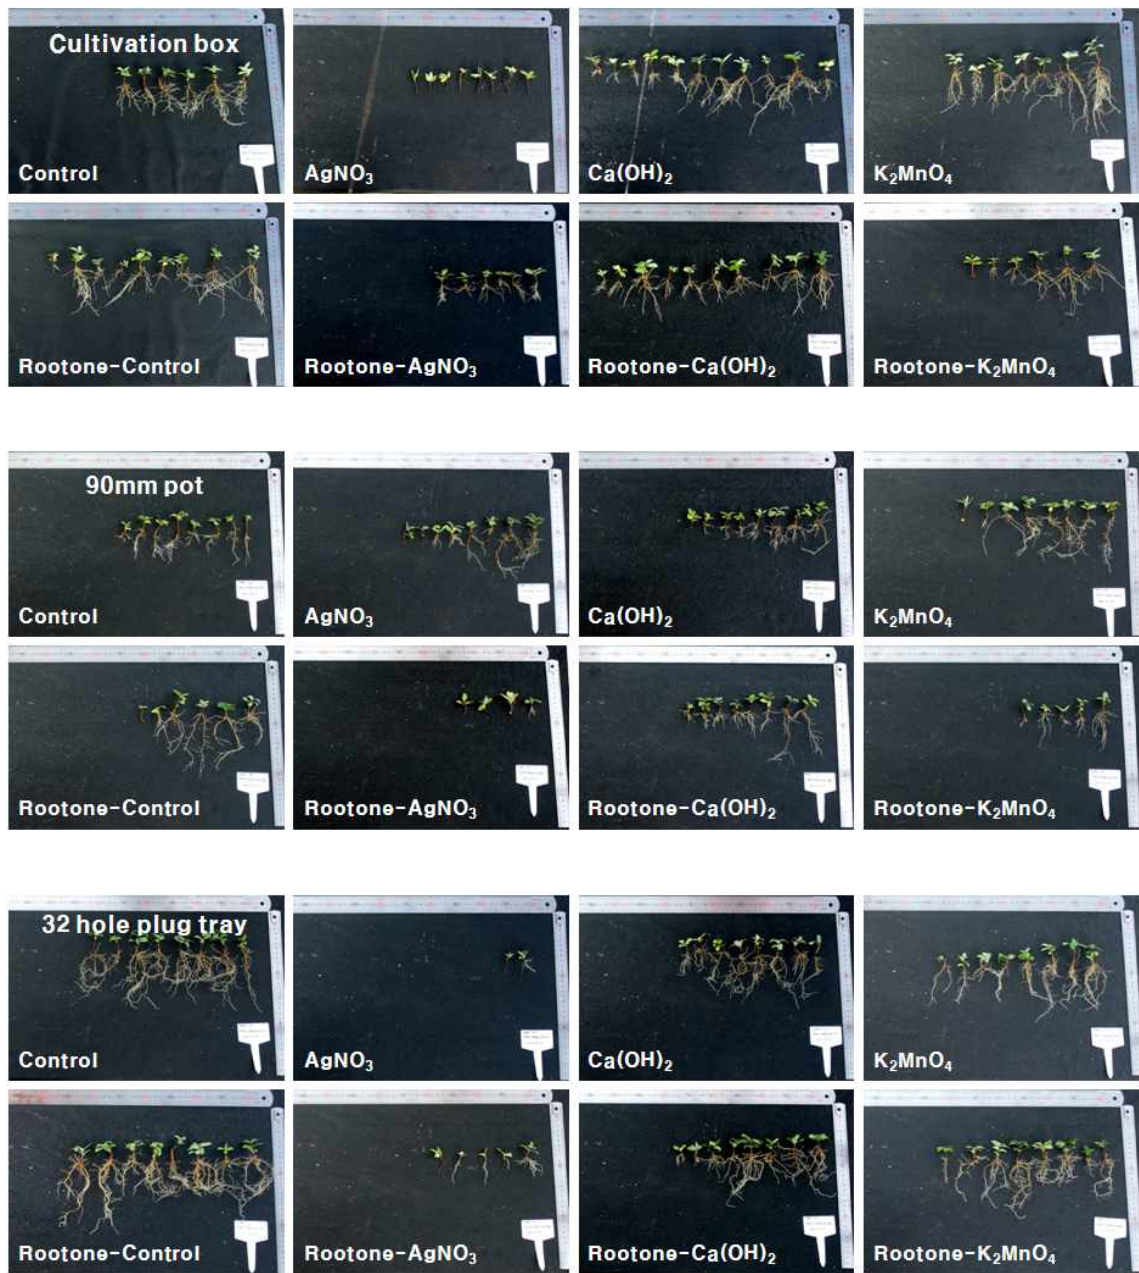 Cultivation box
Control
AgNO₃
Ca(OH)₂
K₂MnO₄
Rootone-Control
Rootone-AgNO₃
Rootone-Ca(OH)₂
Rootone-K₂MnO₄
90mm pot
Control
AgNO₃
Ca(OH)₂
K₂MnO₄
Rootone-Control
Rootone-AgNO₃
Rootone-Ca(OH)₂
Rootone-K₂MnO₄
32 hole plug tray
Control
AgNO₃
Ca(OH)₂
K₂MnO₄
Rootone-Control
Rootone-AgNO₃
Rootone-Ca(OH)₂
Rootone-K₂MnO₄